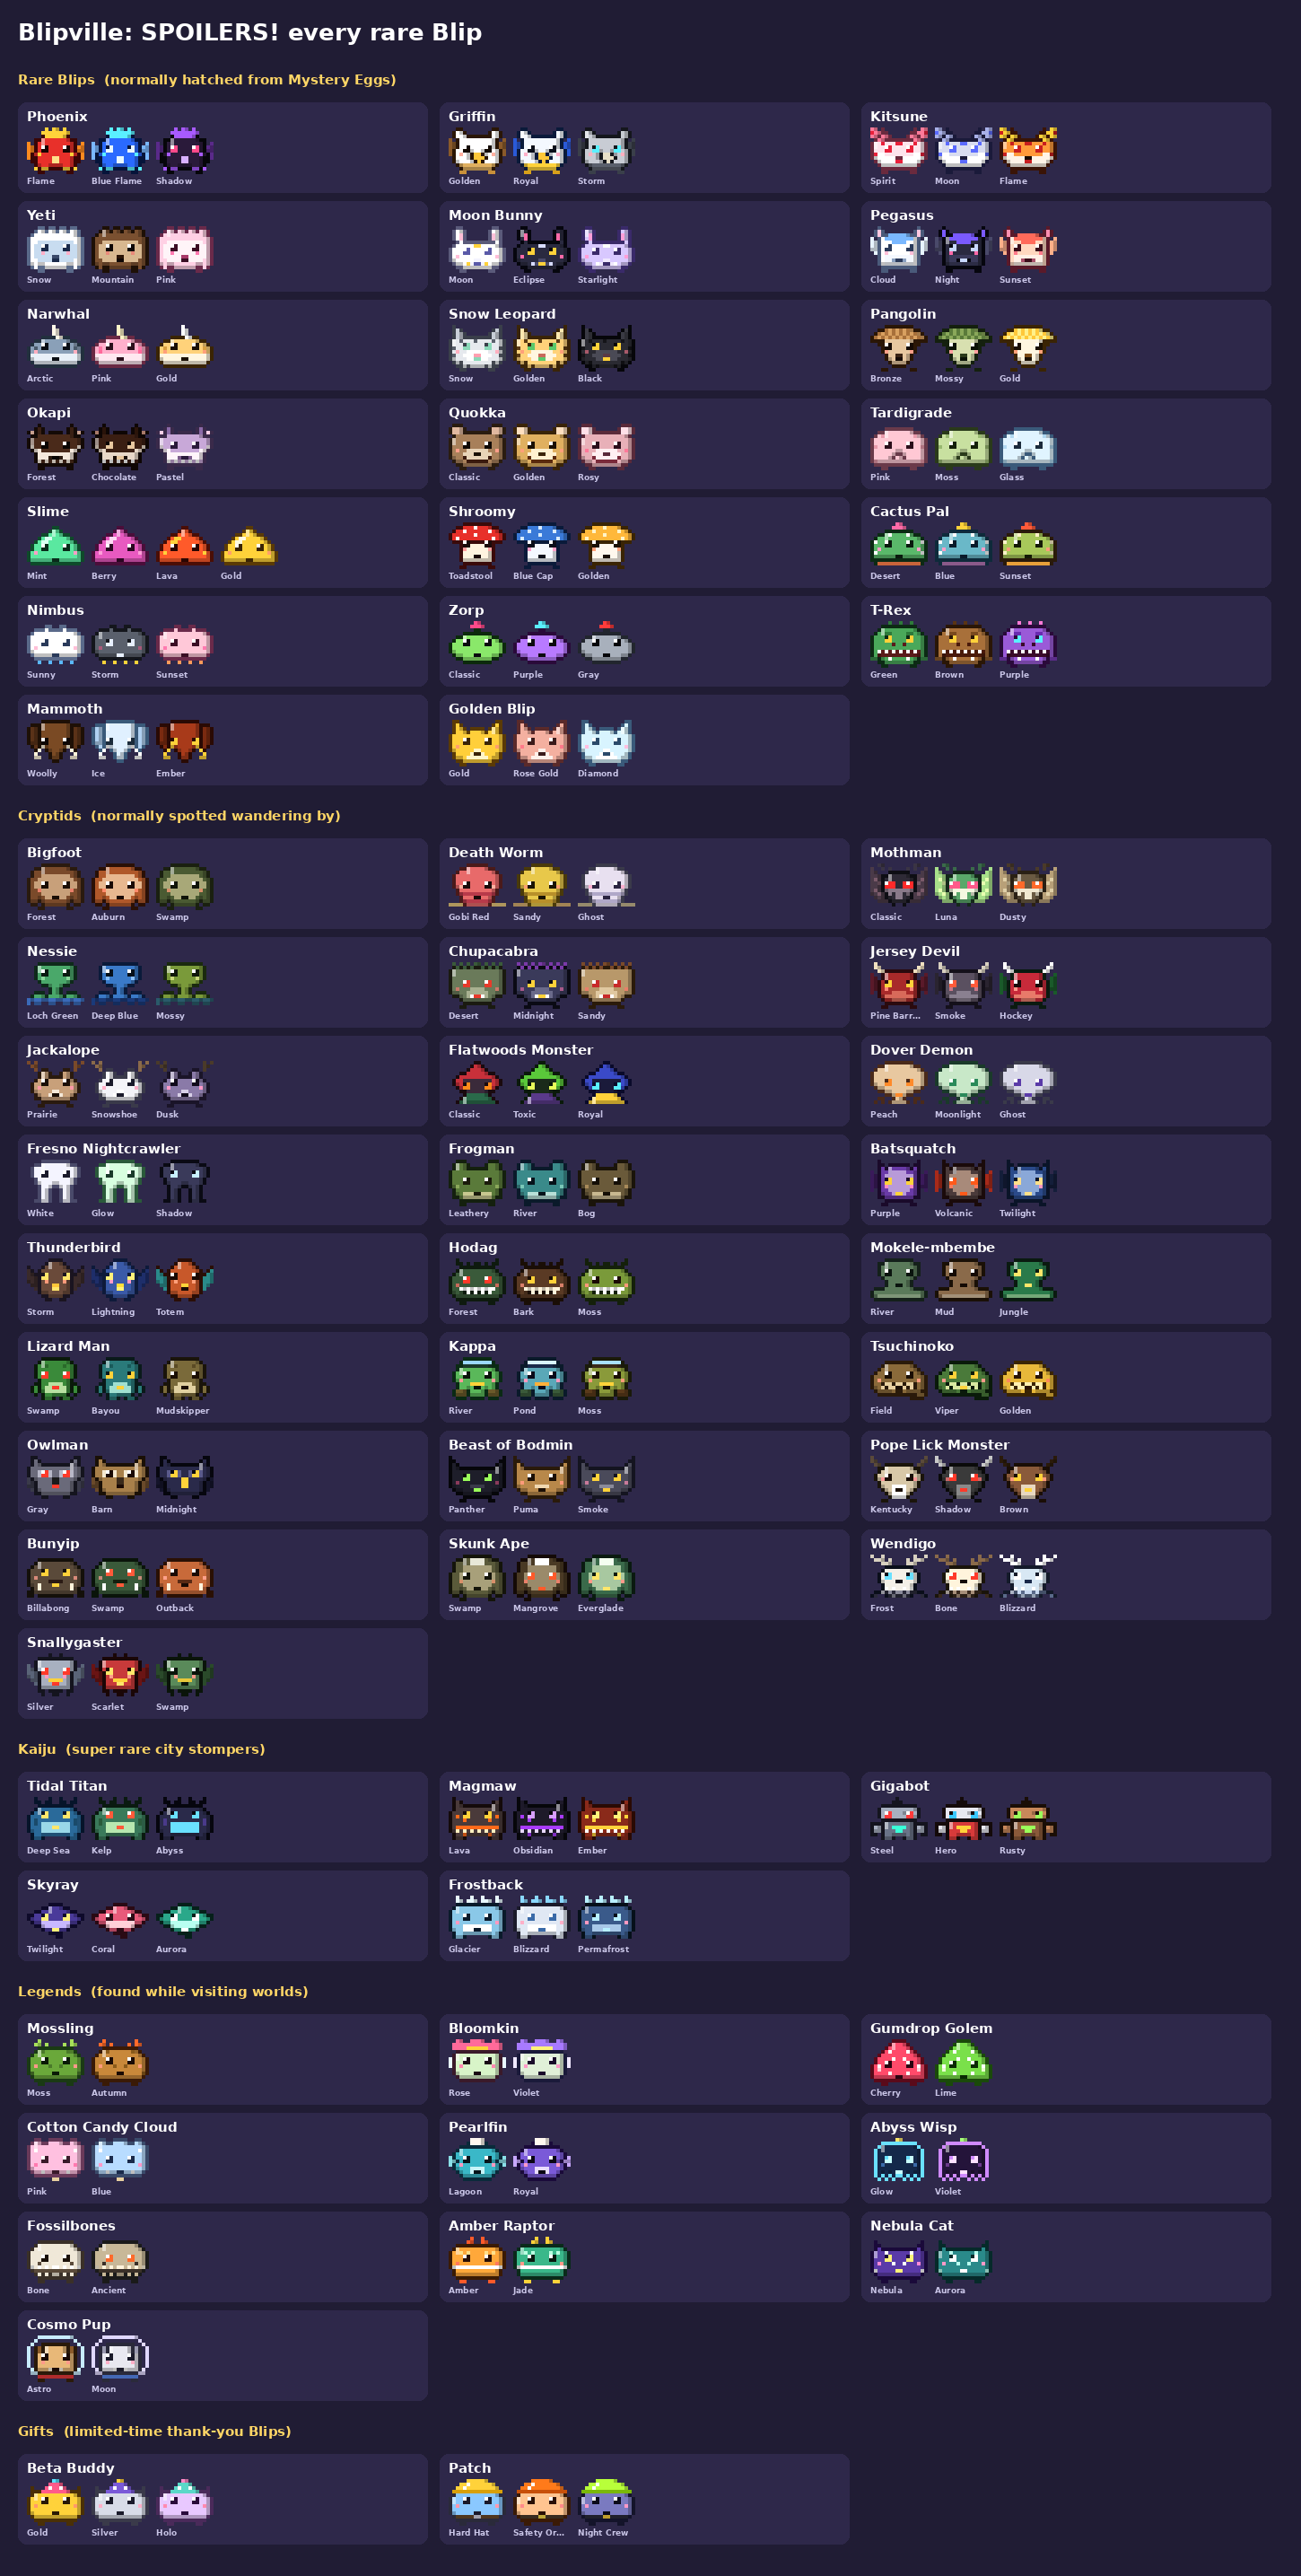 Blipville: SPOILERS! every rare Blip
Rare Blips (normally hatched from Mystery Eggs)
Phoenix
Flame Blue Flame Shadow
Griffin
Golden Royal Storm
Kitsune
Spirit Moon Flame
Yeti
Snow Mountain Pink
Moon Bunny
Moon Eclipse Starlight
Pegasus
Cloud Night Sunset
Narwhal
Arctic Pink Gold
Snow Leopard
Snow Golden Black
Pangolin
Bronze Mossy Gold
Okapi
Forest Chocolate Pastel
Quokka
Classic Golden Rosy
Tardigrade
Pink Moss Glass
Slime
Mint Berry Lava Gold
Shroomy
Toadstool Blue Cap Golden
Cactus Pal
Desert Blue Sunset
Nimbus
Sunny Storm Sunset
Zorp
Classic Purple Gray
T-Rex
Green Brown Purple
Mammoth
Woolly Ice Ember
Golden Blip
Gold Rose Gold Diamond
Cryptids (normally spotted wandering by)
Bigfoot
Forest Auburn Swamp
Death Worm
Gobi Red Sandy Ghost
Mothman
Classic Luna Dusty
Nessie
Loch Green Deep Blue Mossy
Chupacabra
Desert Midnight Sandy
Jersey Devil
Pine Barr... Smoke Hockey
Jackalope
Prairie Snowshoe Dusk
Flatwoods Monster
Classic Toxic Royal
Dover Demon
Peach Moonlight Ghost
Fresno Nightcrawler
White Glow Shadow
Frogman
Leathery River Bog
Batsquatch
Purple Volcanic Twilight
Thunderbird
Storm Lightning Totem
Hodag
Forest Bark Moss
Mokele-mbembe
River Mud Jungle
Lizard Man
Swamp Bayou Mudskipper
Kappa
River Pond Moss
Tsuchinoko
Field Viper Golden
Owlman
Gray Barn Midnight
Beast of Bodmin
Panther Puma Smoke
Pope Lick Monster
Kentucky Shadow Brown
Bunyip
Billabong Swamp Outback
Skunk Ape
Swamp Mangrove Everglade
Wendigo
Frost Bone Blizzard
Snallygaster
Silver Scarlet Swamp
Kaiju (super rare city stompers)
Tidal Titan
Deep Sea Kelp Abyss
Magmaw
Lava Obsidian Ember
Gigabot
Steel Hero Rusty
Skyray
Twilight Coral Aurora
Frostback
Glacier Blizzard Permafrost
Legends (found while visiting worlds)
Mossling
Moss Autumn
Bloomkin
Rose Violet
Gumdrop Golem
Cherry Lime
Cotton Candy Cloud
Pink Blue
Pearlfin
Lagoon Royal
Abyss Wisp
Glow Violet
Fossilbones
Bone Ancient
Amber Raptor
Amber Jade
Nebula Cat
Nebula Aurora
Cosmo Pup
Astro Moon
Gifts (limited-time thank-you Blips)
Beta Buddy
Gold Silver Holo
Patch
Hard Hat Safety Or... Night Crew